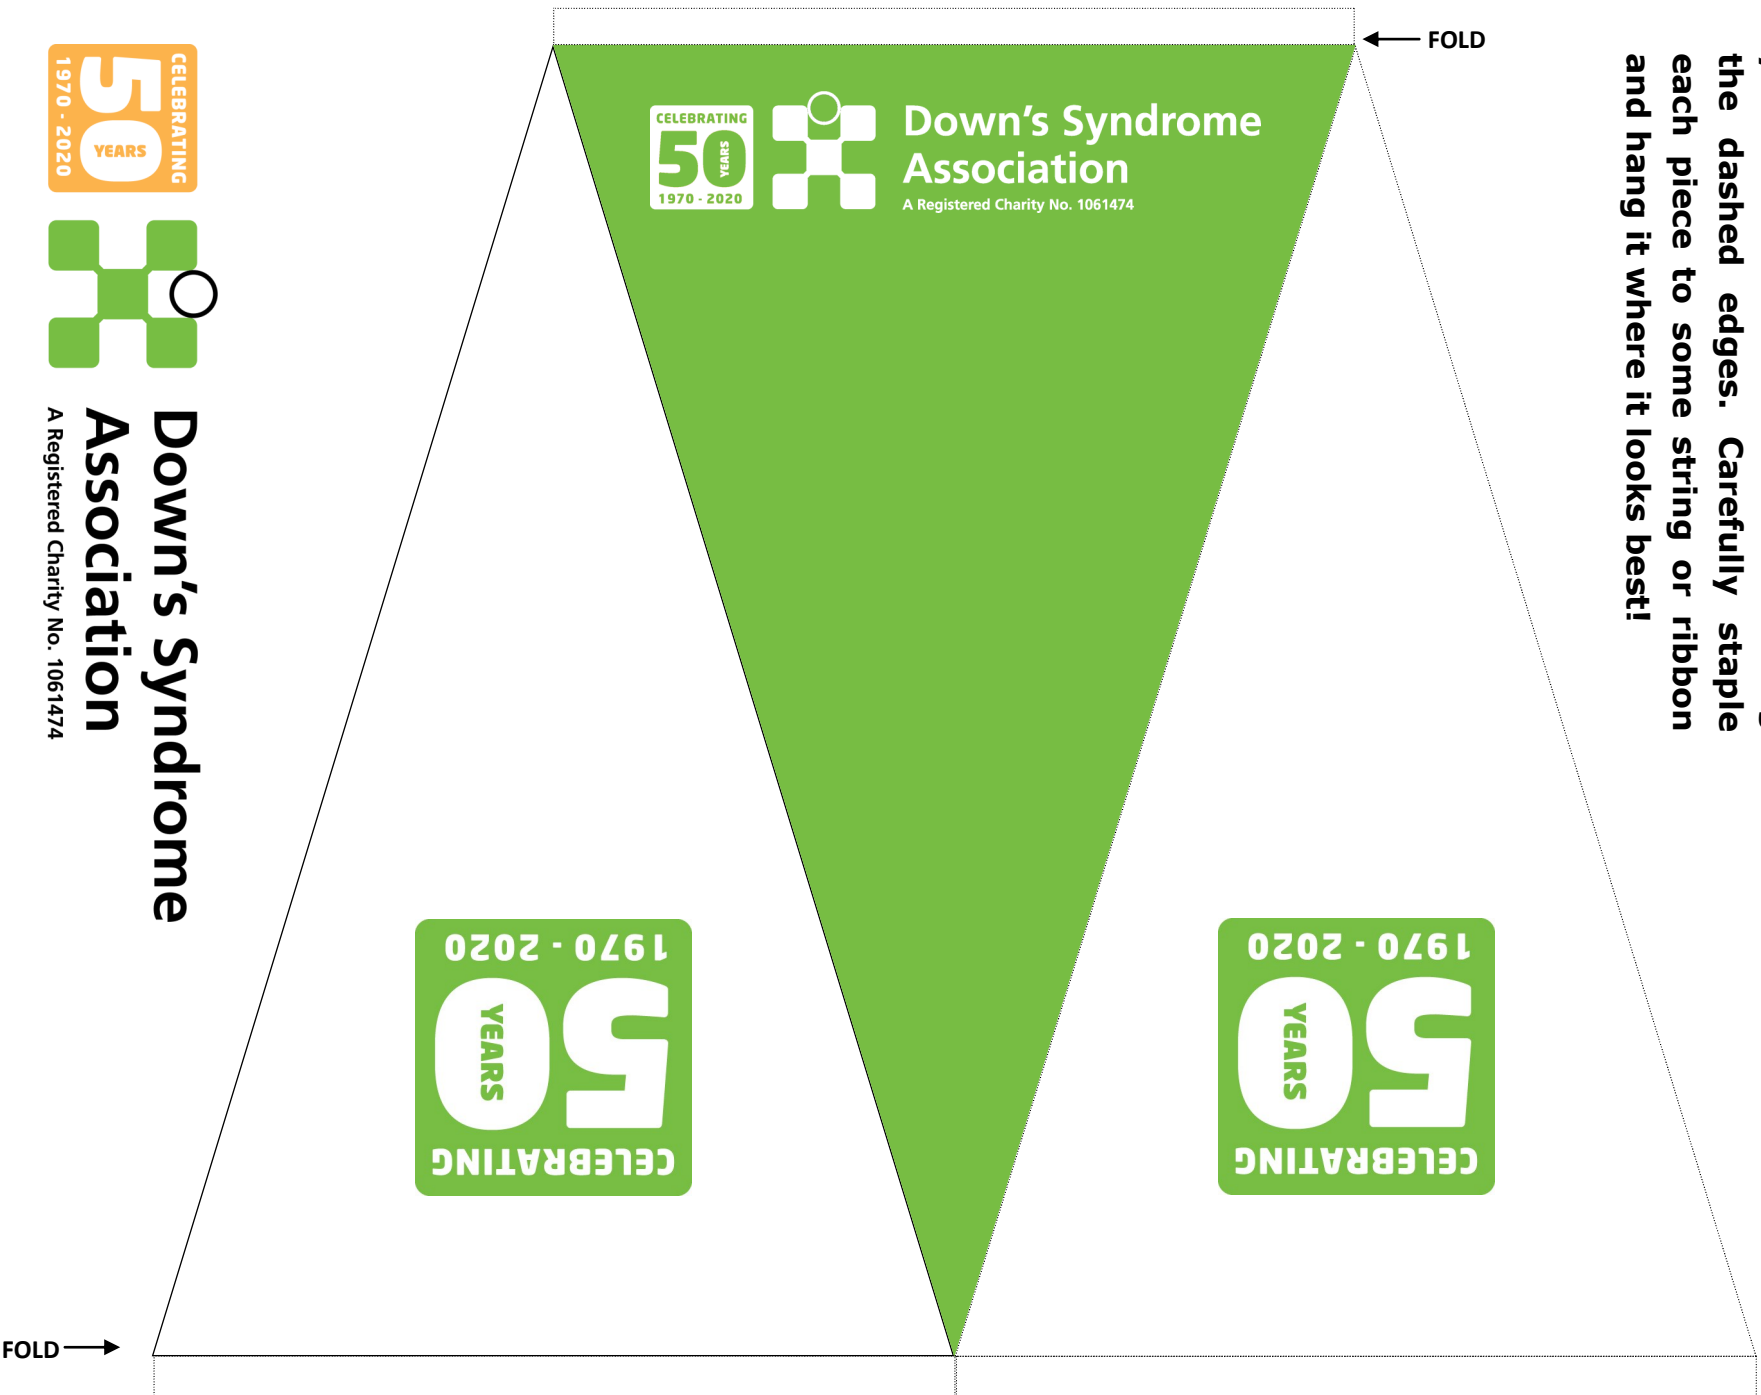 CELEBRATING
50
YEARS
1970 - 2020
Down's Syndrome
Association
A Registered Charity No. 1061474
FOLD
CELEBRATING
50
YEARS
1970 - 2020
Down's Syndrome
Association
A Registered Charity No. 1061474
the dashed edges. Carefully staple
each piece to some string or ribbon
and hang it where it looks best!
CELEBRATING
50
YEARS
1970 - 2020
CELEBRATING
50
YEARS
1970 - 2020
FOLD